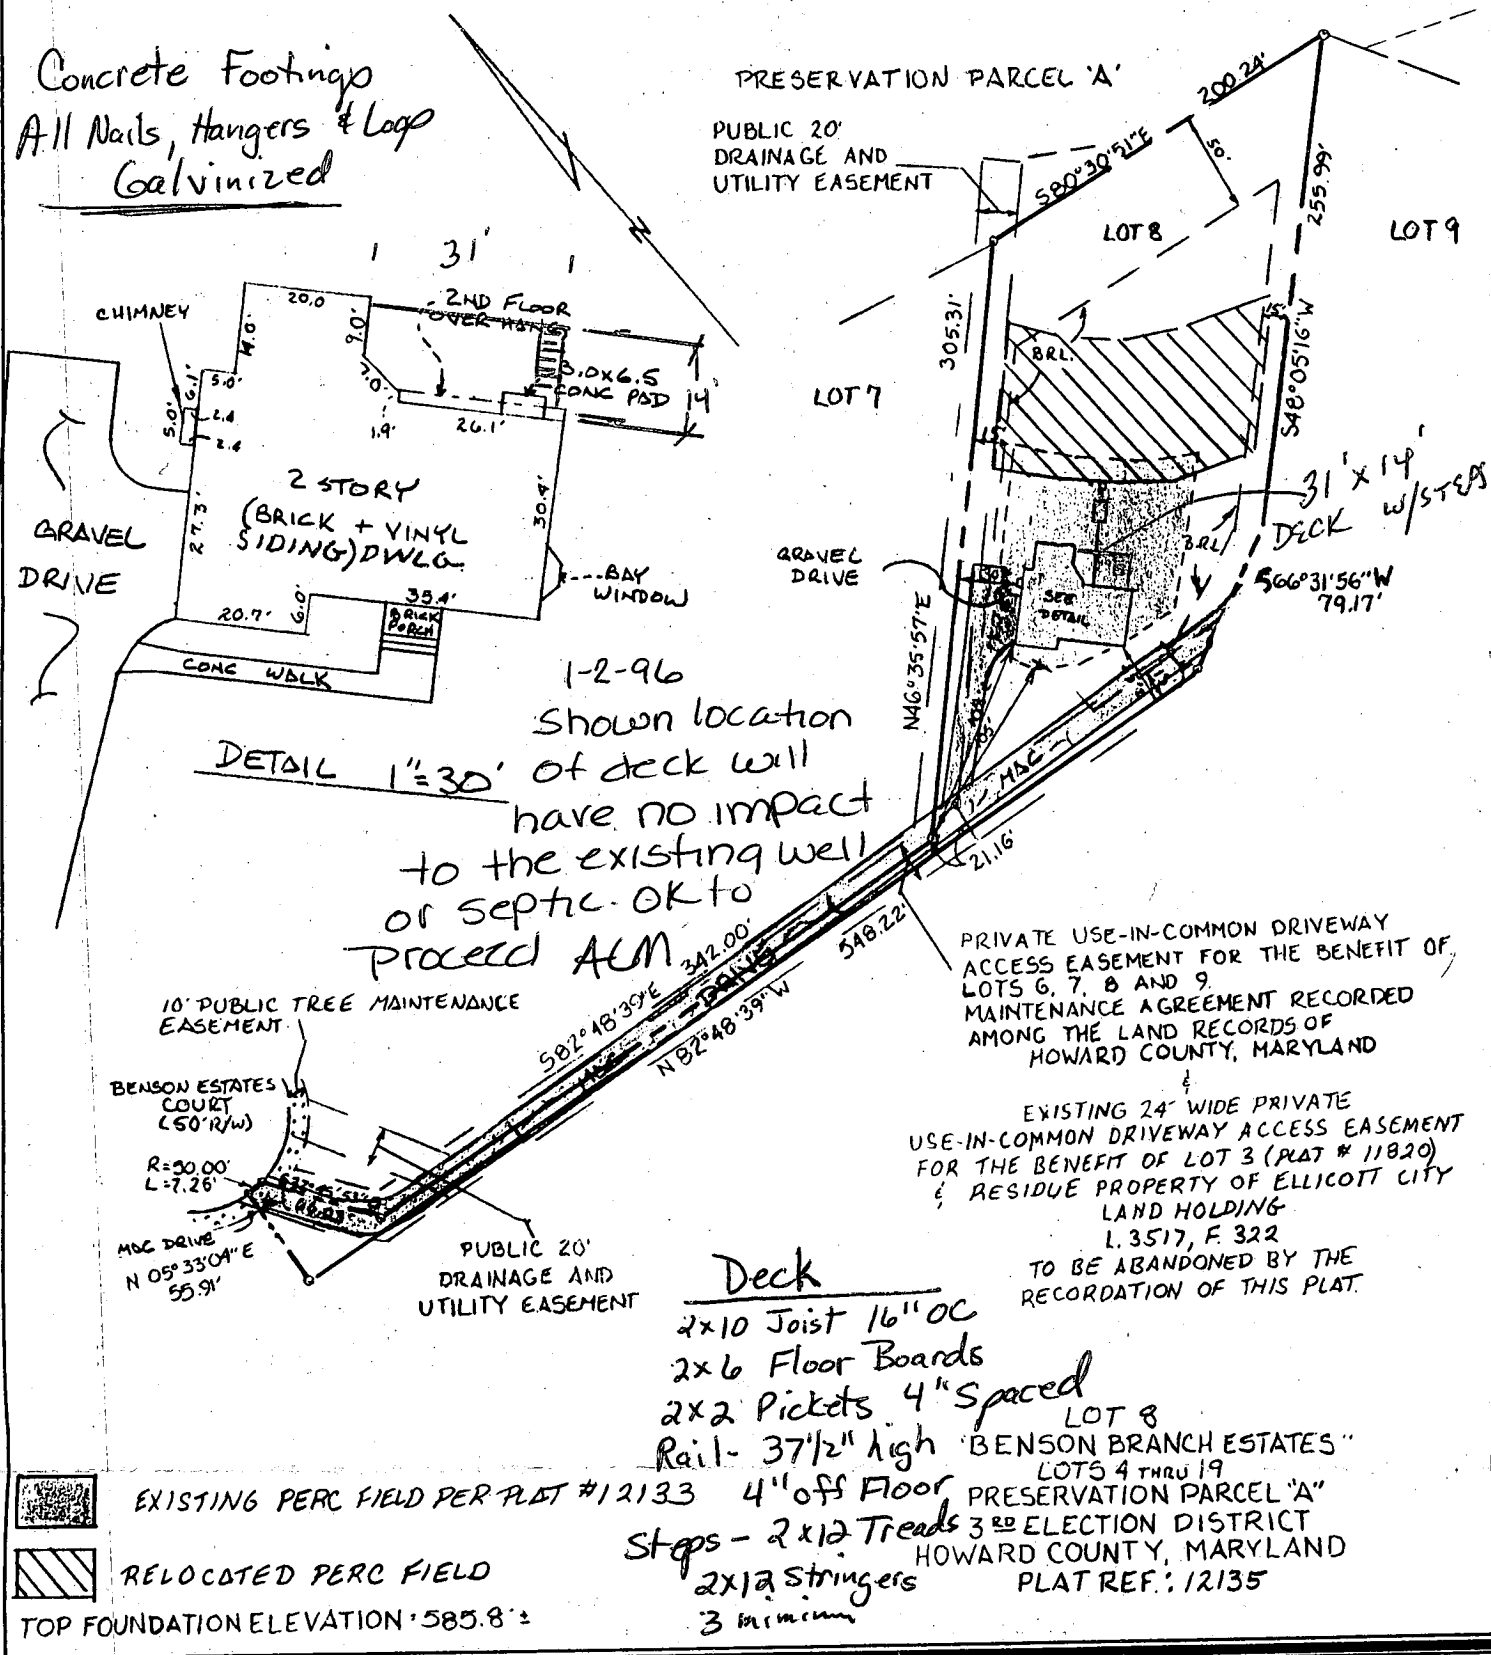 Concrete Footings
All Nails, Hangers & Loop
Galvinized
PRESERVATION PARCEL 'A'
PUBLIC 20'
DRAINAGE AND
UTILITY EASEMENT
200.24'
S80°30'51"E
50'
255.99'
LOT 8
LOT 9
N
31'
CHIMNEY
20.0
2ND FLOOR
OVER HANG
14.0'
9.0'
7.0'
3.0x6.5
CONC PAD
14'
5.0'
6.1'
5.0'
2.4
2.4
1.9'
26.1'
305.31'
B.R.L.
15'
S48°05'16"W
LOT 7
15'
2 STORY
(BRICK + VINYL
SIDING) DWLG.
27.3'
30.4'
GRAVEL
DRIVE
BAY
WINDOW
20.7'
6.0'
35.4'
BRICK
PORCH
CONC WALK
31' x 14'
W/STEPS
DECK
B.R.L.
GRAVEL
DRIVE
30'
SEE
DETAIL
S66°31'56"W
79.17'
N46°35'57"E
1-2-96
Shown location
of deck will
have no impact
to the existing well
or septic. OK to
proceed ACM
DETAIL 1"=30'
MAC
21.16'
548.22'
342.00'
S82°48'39"E
DRIVE
N 82°48'39"W
PRIVATE USE-IN-COMMON DRIVEWAY
ACCESS EASEMENT FOR THE BENEFIT OF
LOTS 6, 7, 8 AND 9.
MAINTENANCE AGREEMENT RECORDED
AMONG THE LAND RECORDS OF
HOWARD COUNTY, MARYLAND
&
EXISTING 24' WIDE PRIVATE
USE-IN-COMMON DRIVEWAY ACCESS EASEMENT
FOR THE BENEFIT OF LOT 3 (PLAT # 11820)
& RESIDUE PROPERTY OF ELLICOTT CITY
LAND HOLDING
L. 3517, F. 322
TO BE ABANDONED BY THE
RECORDATION OF THIS PLAT.
10' PUBLIC TREE MAINTENANCE
EASEMENT
BENSON ESTATES
COURT
(50' R/W)
R=50.00'
L=7.26'
MAC DRIVE
N 05°33'04" E
55.91'
PUBLIC 20'
DRAINAGE AND
UTILITY EASEMENT
Deck
2x10 Joist 16" OC
2x6 Floor Boards
2x2 Pickets 4" Spaced
Rail- 37 1/2" high
4" off Floor
Steps - 2x12 Treads
2x12 Stringers
3 minimum
LOT 8
"BENSON BRANCH ESTATES"
LOTS 4 THRU 19
PRESERVATION PARCEL "A"
3RD ELECTION DISTRICT
HOWARD COUNTY, MARYLAND
PLAT REF.: 12135
EXISTING PERC FIELD PER PLAT #12133
RELOCATED PERC FIELD
TOP FOUNDATION ELEVATION: 585.8'±